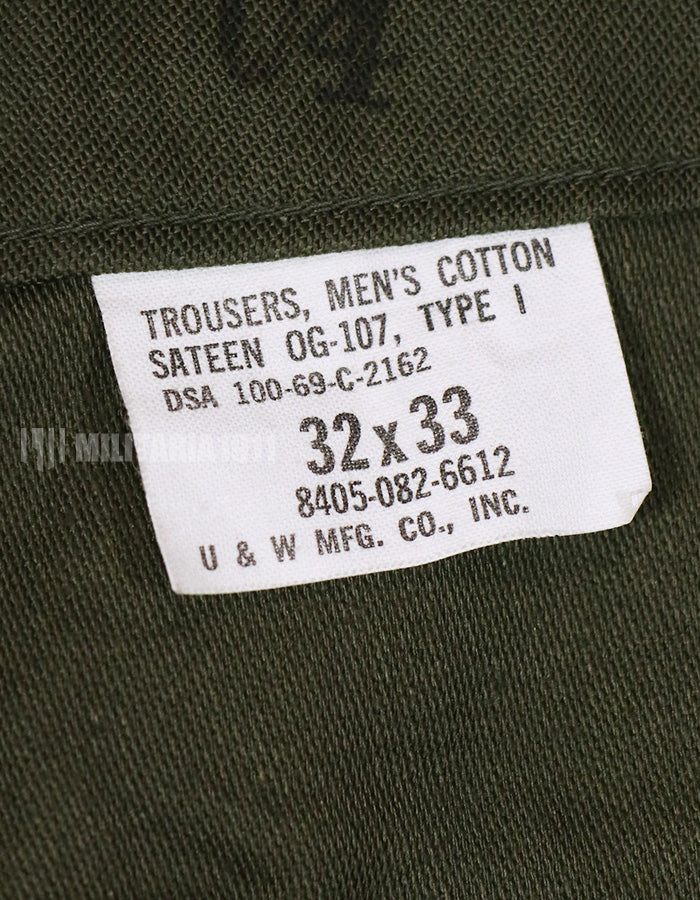 TROUSERS, MEN'S COTTON
SATEEN OG-107, TYPE I
DSA 100-69-C-2162
32 x 33
8405-082-6612
U & W MFG. CO., INC.